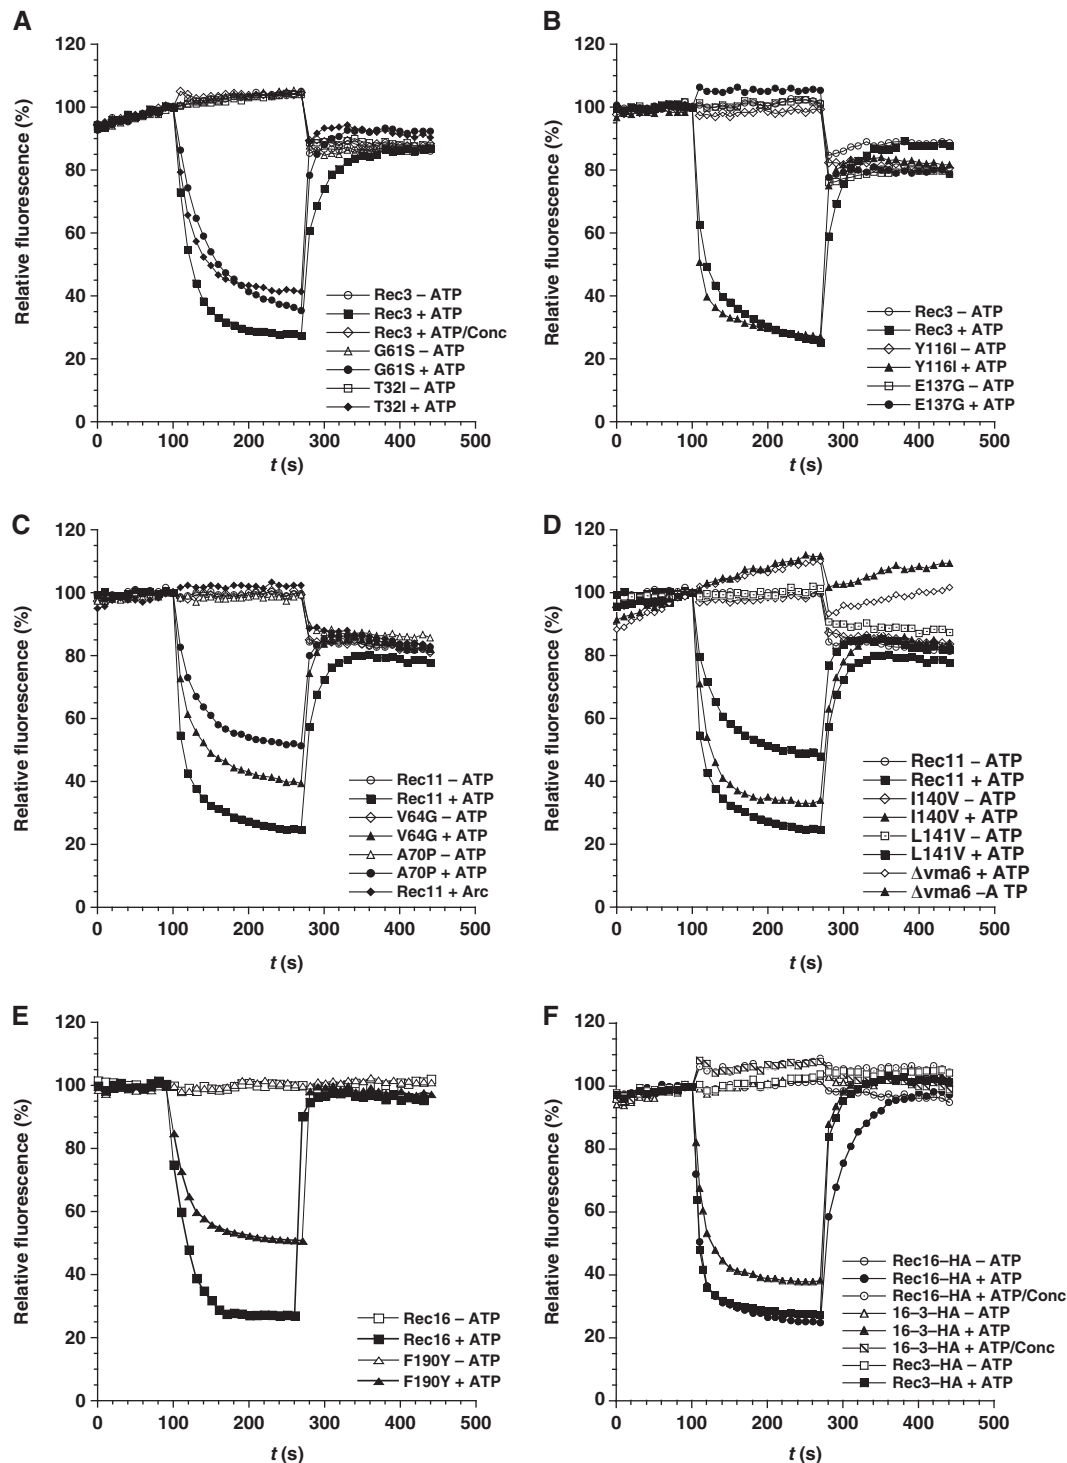 A
Relative fluorescence (%)
120
100
80
60
40
20
0
0 100 200 300 400 500
t (s)
Rec3 – ATP
Rec3 + ATP
Rec3 + ATP/Conc
G61S – ATP
G61S + ATP
T32I – ATP
T32I + ATP
B
Relative fluorescence (%)
120
100
80
60
40
20
0
0 100 200 300 400 500
t (s)
Rec3 – ATP
Rec3 + ATP
Y116I – ATP
Y116I + ATP
E137G – ATP
E137G + ATP
C
Relative fluorescence (%)
120
100
80
60
40
20
0
0 100 200 300 400 500
t (s)
Rec11 – ATP
Rec11 + ATP
V64G – ATP
V64G + ATP
A70P – ATP
A70P + ATP
Rec11 + Arc
D
Relative fluorescence (%)
120
100
80
60
40
20
0
0 100 200 300 400 500
t (s)
Rec11 – ATP
Rec11 + ATP
I140V – ATP
I140V + ATP
L141V – ATP
L141V + ATP
Δvma6 + ATP
Δvma6 –A TP
E
Relative fluorescence (%)
120
100
80
60
40
20
0
0 100 200 300 400 500
t (s)
Rec16 – ATP
Rec16 + ATP
F190Y – ATP
F190Y + ATP
F
Relative fluorescence (%)
120
100
80
60
40
20
0
0 100 200 300 400 500
t (s)
Rec16–HA – ATP
Rec16–HA + ATP
Rec16–HA + ATP/Conc
16–3–HA – ATP
16–3–HA + ATP
16–3–HA + ATP/Conc
Rec3–HA – ATP
Rec3–HA + ATP